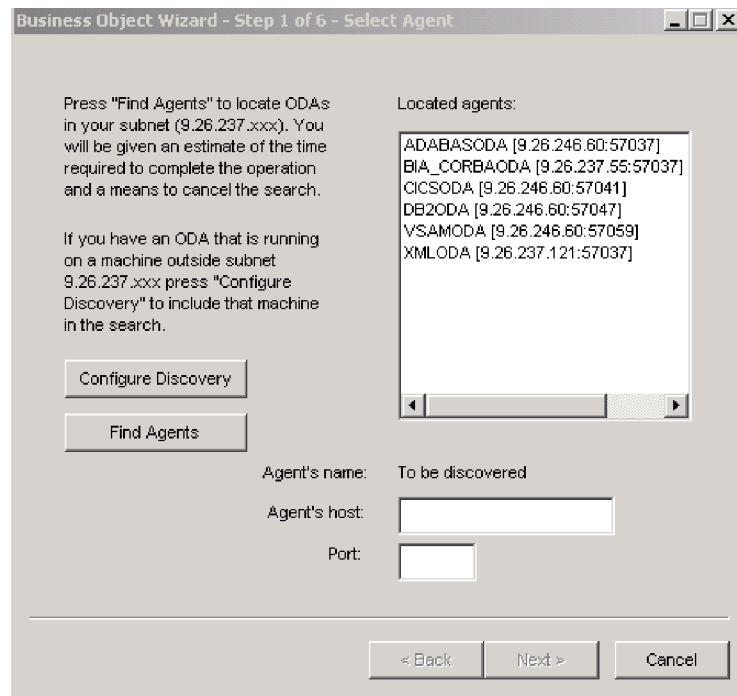 Business Object Wizard - Step 1 of 6 - Select Agent
Press "Find Agents" to locate ODAs
in your subnet (9.26.237.xxx). You
will be given an estimate of the time
required to complete the operation
and a means to cancel the search.
If you have an ODA that is running
on a machine outside subnet
9.26.237.xxx press "Configure
Discovery" to include that machine
in the search.
Configure Discovery
Find Agents
Located agents:
ADABASODA [9.26.246.60:57037]
BIA_CORBAODA [9.26.237.55:57037]
CICSODA [9.26.246.60:57041]
DB2ODA [9.26.246.60:57047]
VSAMODA [9.26.246.60:57059]
XMLODA [9.26.237.121:57037]
Agent's name: To be discovered
Agent's host:
Port:
< Back Next > Cancel